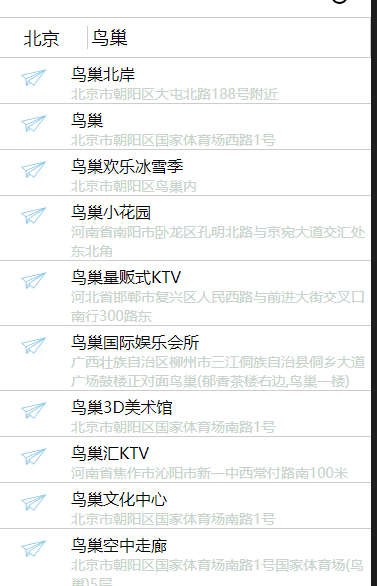 北京 鸟巢
鸟巢北岸
北京市朝阳区大屯北路188号附近
鸟巢
北京市朝阳区国家体育场西路1号
鸟巢欢乐冰雪季
北京市朝阳区鸟巢内
鸟巢小花园
河南省南阳市卧龙区孔明北路与京宛大道交汇处
东北角
鸟巢量贩式KTV
河北省邯郸市复兴区人民西路与前进大街交叉口
南行300路东
鸟巢国际娱乐会所
广西壮族自治区柳州市三江侗族自治县侗乡大道
广场鼓楼正对面鸟巢(郁香茶楼右边,鸟巢一楼)
鸟巢3D美术馆
北京市朝阳区国家体育场南路1号
鸟巢汇KTV
河南省焦作市沁阳市新一中西常付路南100米
鸟巢文化中心
北京市朝阳区国家体育场南路1号
鸟巢空中走廊
北京市朝阳区国家体育场南路1号国家体育场(鸟
巢)5层